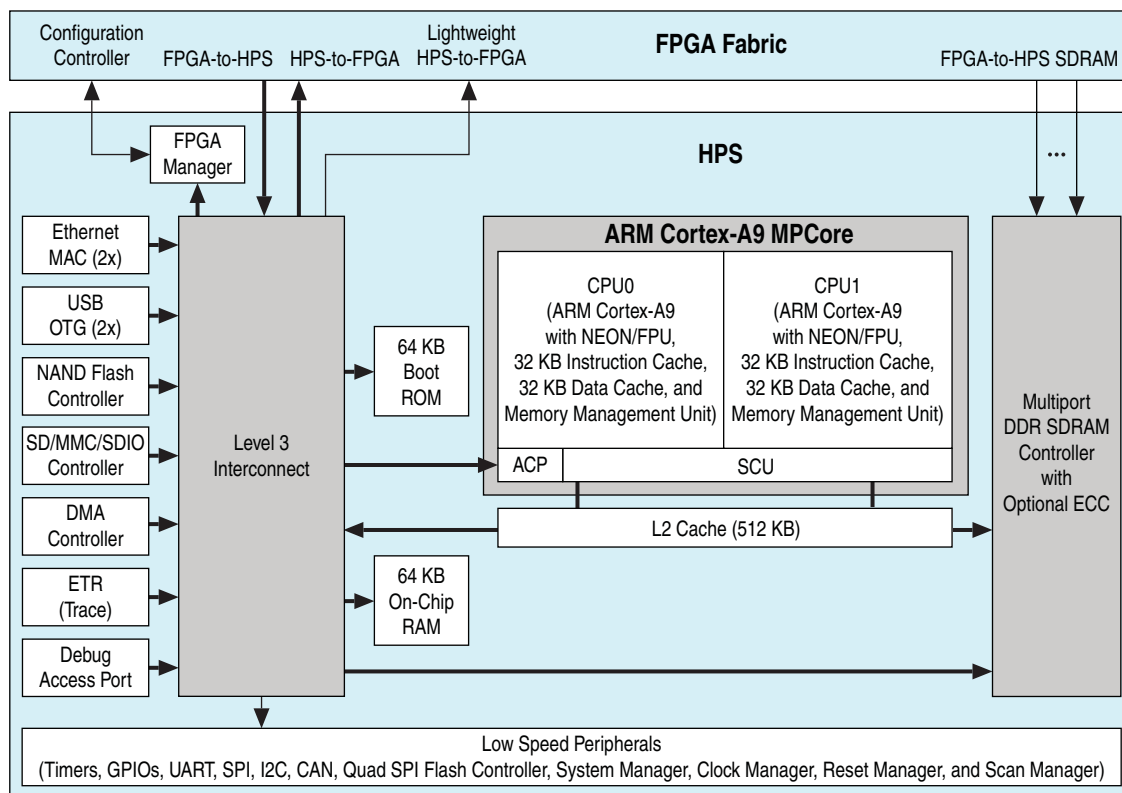 Configuration
Controller
FPGA-to-HPS
HPS-to-FPGA
Lightweight
HPS-to-FPGA
FPGA Fabric
FPGA-to-HPS SDRAM
FPGA
Manager
HPS
...
Ethernet
MAC (2x)
USB
OTG (2x)
NAND Flash
Controller
SD/MMC/SDIO
Controller
DMA
Controller
ETR
(Trace)
Debug
Access Port
Level 3
Interconnect
64 KB
Boot
ROM
64 KB
On-Chip
RAM
ARM Cortex-A9 MPCore
CPU0
(ARM Cortex-A9
with NEON/FPU,
32 KB Instruction Cache,
32 KB Data Cache, and
Memory Management Unit)
CPU1
(ARM Cortex-A9
with NEON/FPU,
32 KB Instruction Cache,
32 KB Data Cache, and
Memory Management Unit)
ACP
SCU
L2 Cache (512 KB)
Multiport
DDR SDRAM
Controller
with
Optional ECC
Low Speed Peripherals
(Timers, GPIOs, UART, SPI, I2C, CAN, Quad SPI Flash Controller, System Manager, Clock Manager, Reset Manager, and Scan Manager)